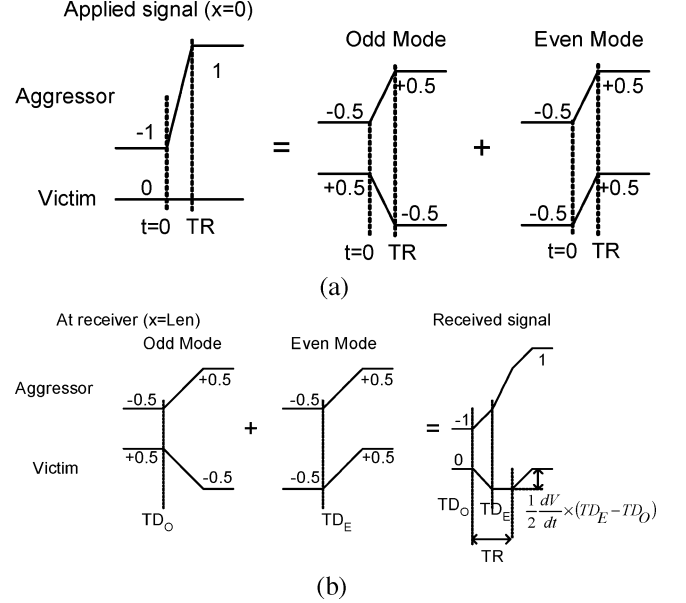 Applied signal (x=0)
Odd Mode
Even Mode
Aggressor
-1
1
=
-0.5
+0.5
+
-0.5
+0.5
Victim
0
+0.5
-0.5
-0.5
+0.5
t=0 TR
t=0 TR
t=0 TR
(a)
At receiver (x=Len)
Received signal
Odd Mode
Even Mode
Aggressor
-0.5
+0.5
-0.5
+0.5
-1
1
+
=
Victim
+0.5
-0.5
-0.5
+0.5
0
TD_O
TD_E
TD_O
TD_E
1/2 dV/dt ×(TD_E−TD_O)
TR
(b)